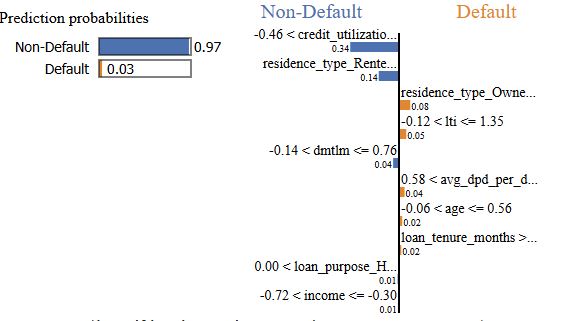 Prediction probabilities
Non-Default 0.97
Default 0.03
Non-Default Default
-0.46 < credit_utilizatio...
0.34
residence_type_Rente...
0.14
residence_type_Owne...
0.08
-0.12 < lti <= 1.35
0.05
-0.14 < dmtlm <= 0.76
0.04
0.58 < avg_dpd_per_d...
0.04
-0.06 < age <= 0.56
0.02
loan_tenure_months >...
0.02
0.00 < loan_purpose_H...
0.01
-0.72 < income <= -0.30
0.01